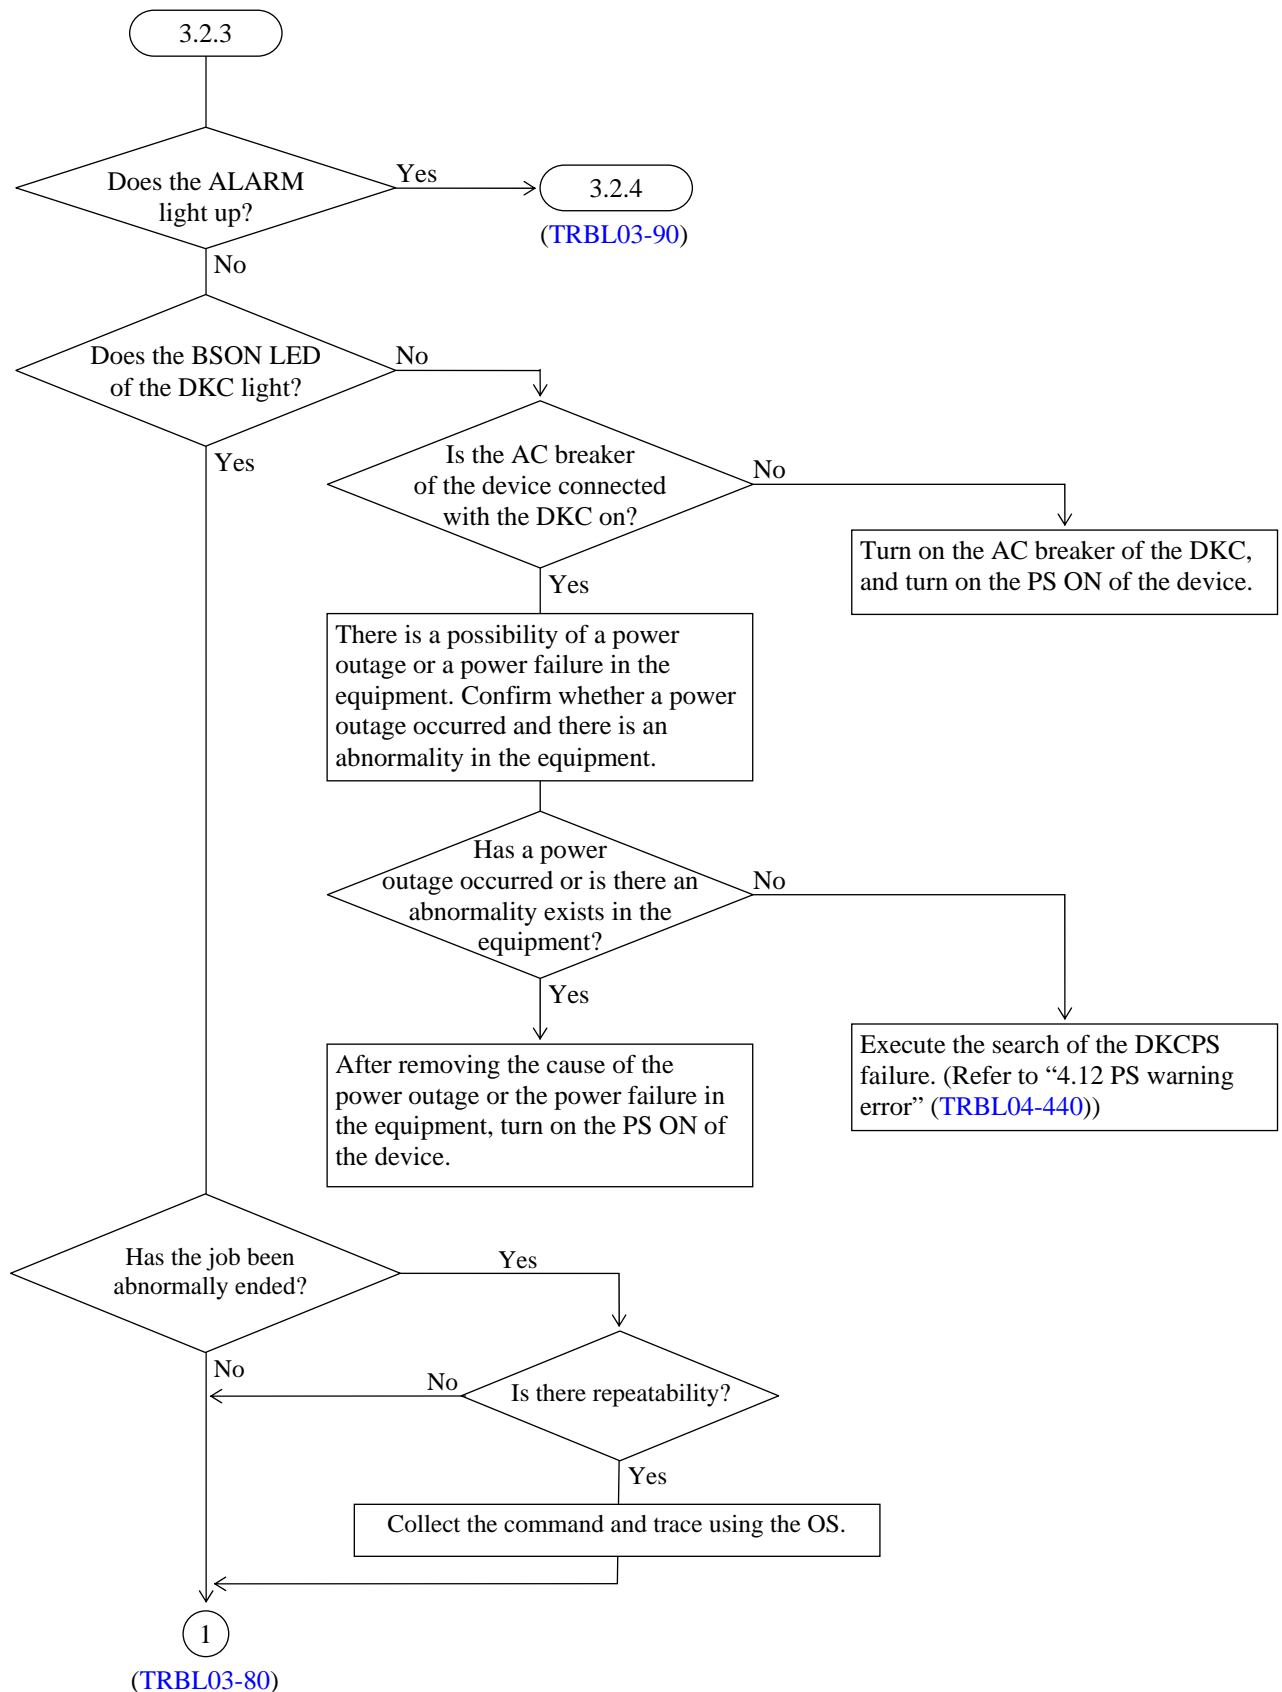 3.2.3
Does the ALARM
light up?
Yes
3.2.4
(TRBL03-90)
No
Does the BSON LED
of the DKC light?
No
Yes
Is the AC breaker
of the device connected
with the DKC on?
No
Turn on the AC breaker of the DKC,
and turn on the PS ON of the device.
Yes
There is a possibility of a power
outage or a power failure in the
equipment. Confirm whether a power
outage occurred and there is an
abnormality in the equipment.
Has a power
outage occurred or is there an
abnormality exists in the
equipment?
No
Yes
Execute the search of the DKCPS
failure. (Refer to “4.12 PS warning
error” (TRBL04-440))
After removing the cause of the
power outage or the power failure in
the equipment, turn on the PS ON of
the device.
Has the job been
abnormally ended?
Yes
No
Is there repeatability?
No
Yes
Collect the command and trace using the OS.
1
(TRBL03-80)